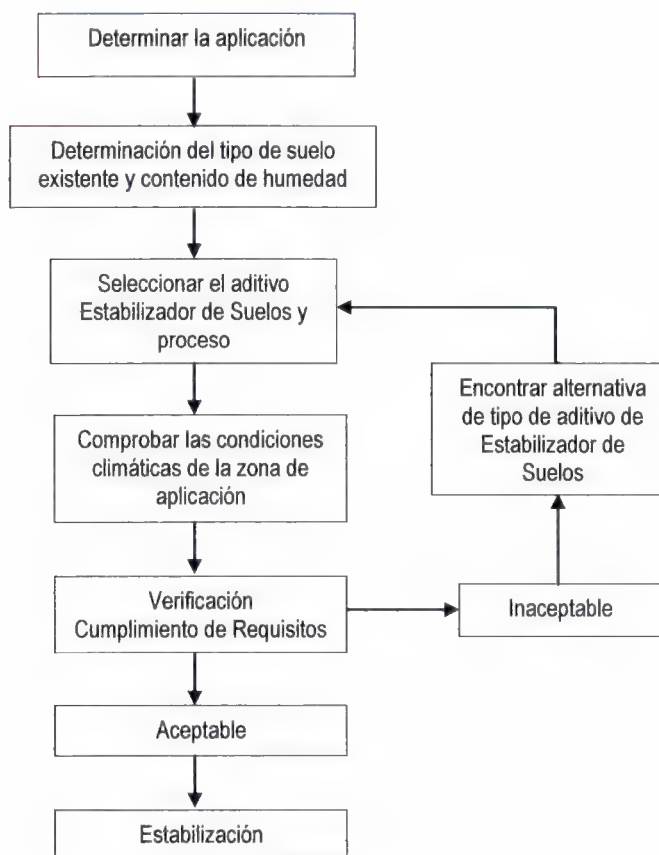 Determinar la aplicación
Determinación del tipo de suelo
existente y contenido de humedad
Seleccionar el aditivo
Estabilizador de Suelos y
proceso
Encontrar alternativa
de tipo de aditivo de
Estabilizador de
Suelos
Comprobar las condiciones
climáticas de la zona de
aplicación
Verificación
Cumplimiento de Requisitos
Inaceptable
Aceptable
Estabilización